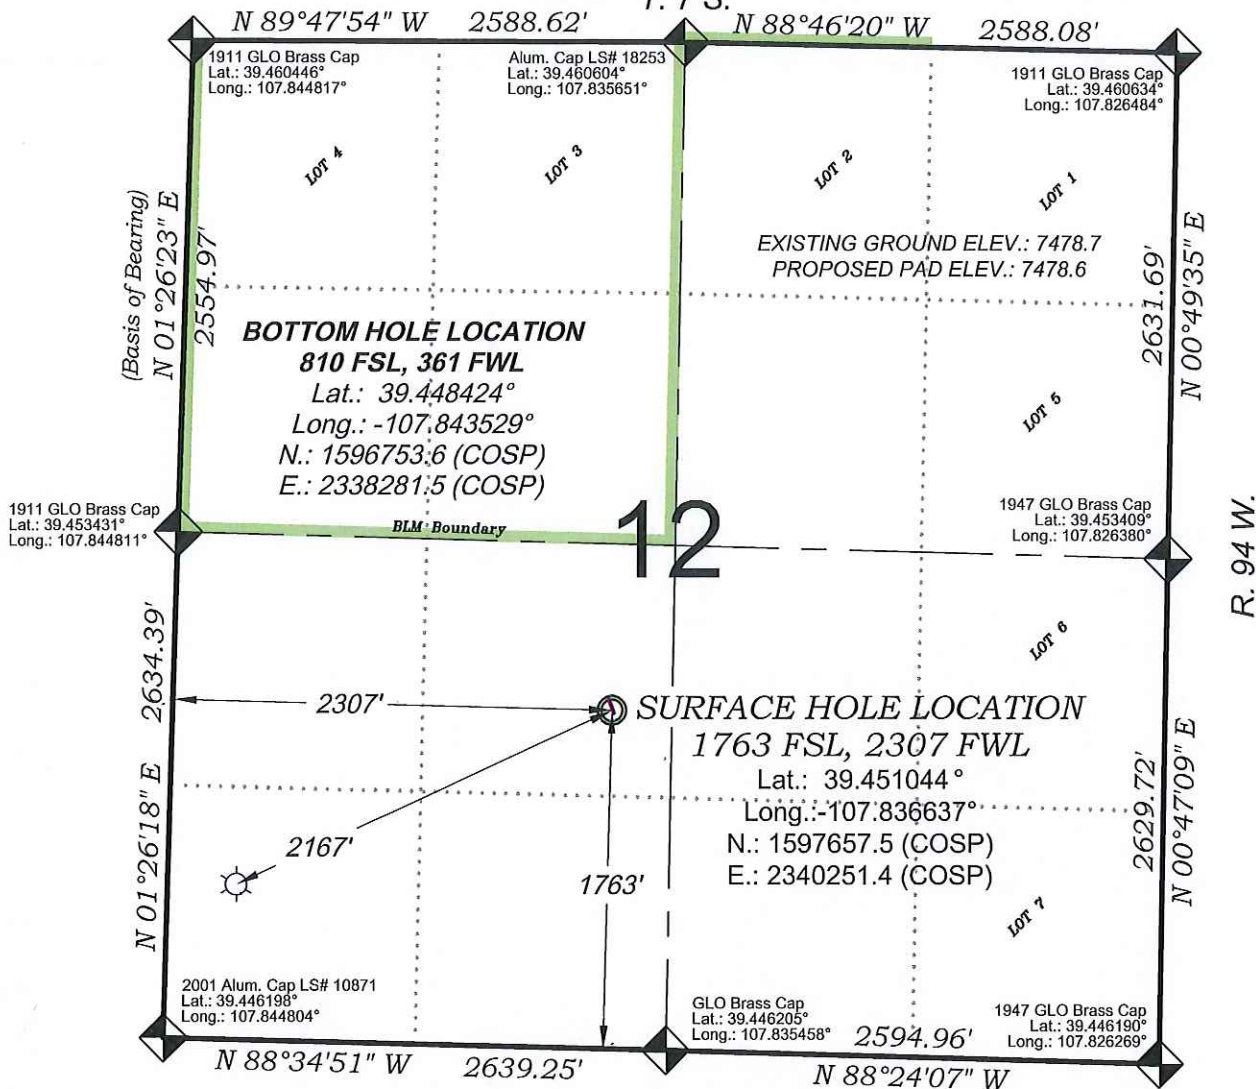 T. 7 S.
N 89°47'54" W 2588.62'
N 88°46'20" W 2588.08'
1911 GLO Brass Cap
Lat.: 39.460446°
Long.: 107.844817°
Alum. Cap LS# 18253
Lat.: 39.460604°
Long.: 107.835651°
1911 GLO Brass Cap
Lat.: 39.460634°
Long.: 107.826484°
LOT 4
LOT 3
LOT 2
LOT 1
(Basis of Bearing)
N 01°26'23" E
2554.97'
EXISTING GROUND ELEV.: 7478.7
PROPOSED PAD ELEV.: 7478.6
2631.69'
N 00°49'35" E
BOTTOM HOLE LOCATION
810 FSL, 361 FWL
Lat.: 39.448424°
Long.: -107.843529°
N.: 1596753.6 (COSP)
E.: 2338281.5 (COSP)
LOT 5
1911 GLO Brass Cap
Lat.: 39.453431°
Long.: 107.844811°
BLM Boundary
12
1947 GLO Brass Cap
Lat.: 39.453409°
Long.: 107.826380°
R. 94 W.
LOT 6
2634.39'
N 01°26'18" E
2307'
SURFACE HOLE LOCATION
1763 FSL, 2307 FWL
Lat.: 39.451044°
Long.:-107.836637°
N.: 1597657.5 (COSP)
E.: 2340251.4 (COSP)
2629.72'
N 00°47'09" E
2167'
1763'
LOT 7
2001 Alum. Cap LS# 10871
Lat.: 39.446198°
Long.: 107.844804°
GLO Brass Cap
Lat.: 39.446205°
Long.: 107.835458°
1947 GLO Brass Cap
Lat.: 39.446190°
Long.: 107.826269°
N 88°34'51" W 2639.25'
2594.96'
N 88°24'07" W